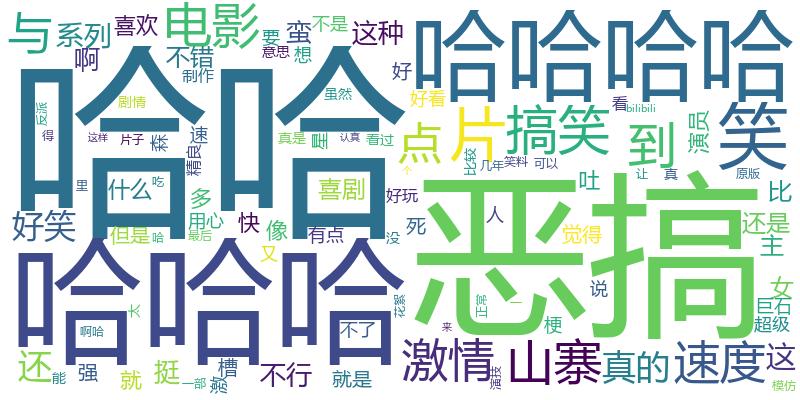 与
系列
喜欢
电影
要
蛮
不是
这种
啊
不错
制作
意思
想
哈哈哈哈
好
好看
看
bilibili
哈哈
反派
得
剧情
虽然
这样
片子
森
速
精良
真是
星
认真
看过
点
片
搞笑
到
演员
笑
比较
几年
笑料
可以
让
真
原版
个
里
什么
吃
多
喜剧
好玩
吐
比
好笑
用心
快
像
死
人
恶搞
还是
主
但是
哈
最后
有点
没
觉得
又
哈哈哈
太
花絮
正常
一
说
女
巨石
超级
啊哈
不了
来
梗
还
能
强
就
挺
一部
激
槽
不行
就是
激情
演技
山寨
真的
速度
这
模仿